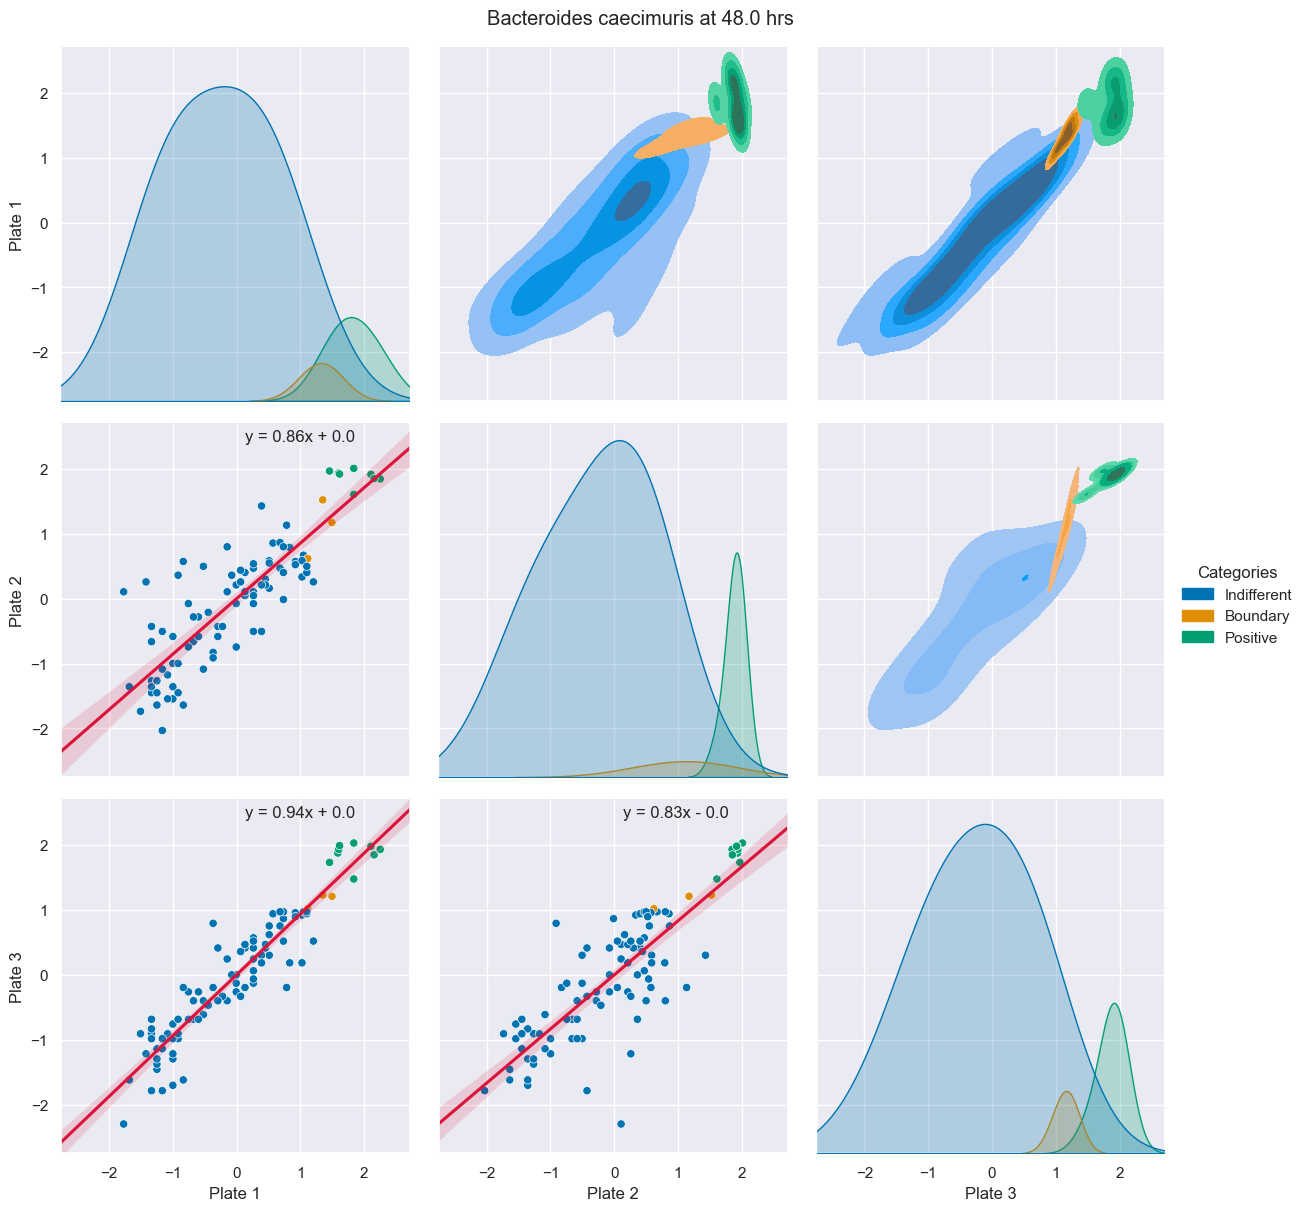 Bacteroides caecimuris at 48.0 hrs
Plate 1
2
1
0
−1
−2
Plate 2
y = 0.86x + 0.0
2
1
0
−1
−2
Categories
Indifferent
Boundary
Positive
Plate 3
y = 0.94x + 0.0
y = 0.83x - 0.0
2
1
0
−1
−2
−2 −1 0 1 2
−2 −1 0 1 2
−2 −1 0 1 2
Plate 1
Plate 2
Plate 3